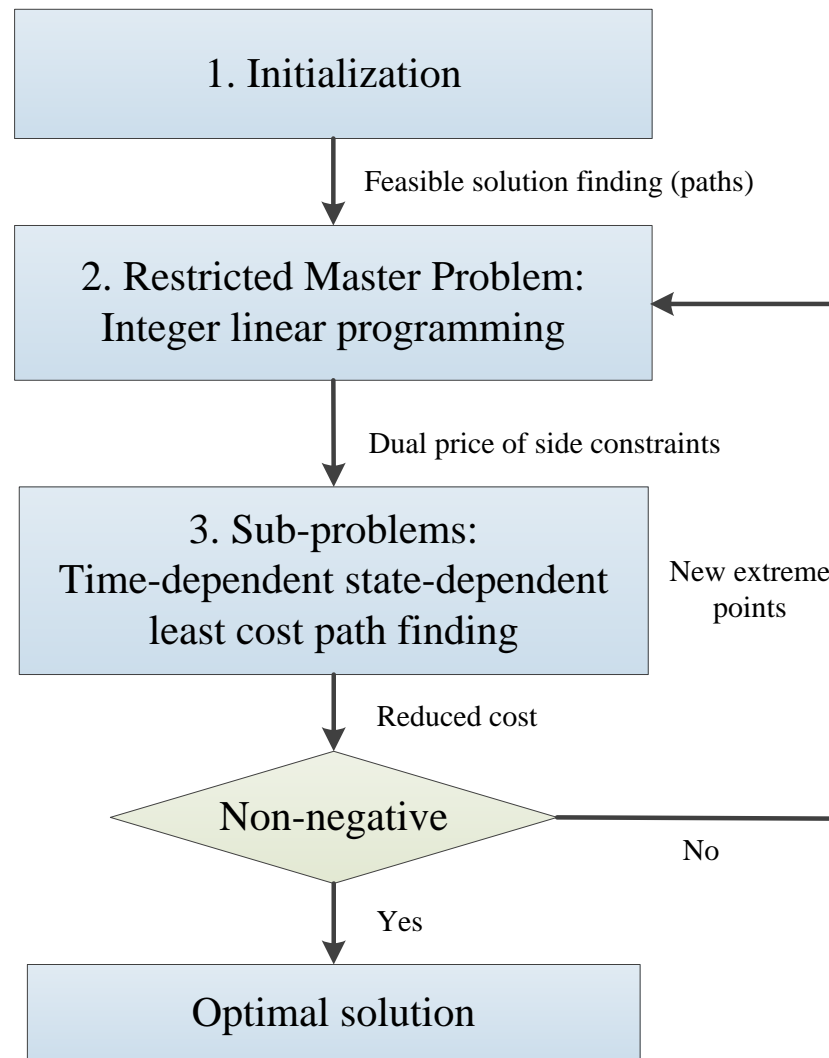 1. Initialization
Feasible solution finding (paths)
2. Restricted Master Problem:
Integer linear programming
Dual price of side constraints
3. Sub-problems:
Time-dependent state-dependent
least cost path finding
New extreme
points
Reduced cost
Non-negative
No
Yes
Optimal solution